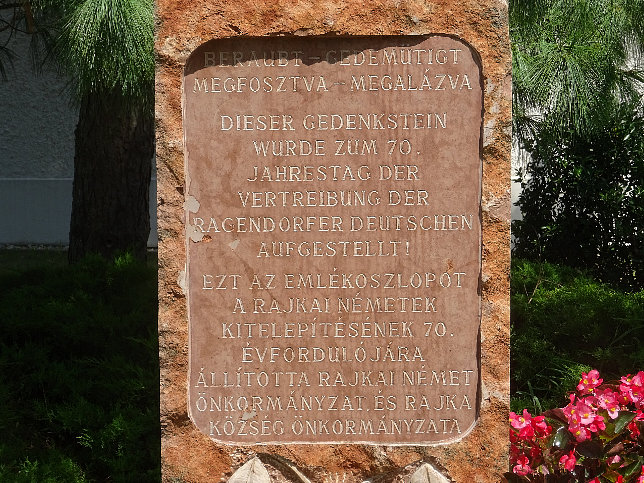 BERAUBT – GEDEMÜTIGT
MEGFOSZTVA – MEGALÁZVA
DIESER GEDENKSTEIN
WURDE ZUM 70.
JAHRESTAG DER
VERTREIBUNG DER
RACENDORFER DEUTSCHEN
AUFGESTELLT!
EZT AZ EMLÉKOSZLOPOT
A RAJKAI NÉMETEK
KITELEPÍTÉSÉNEK 70.
ÉVFORDULÓJÁRA
ÁLLÍTOTTA RAJKAI NÉMET
ÖNKORMÁNYZAT, ÉS RAJKA
KÖZSÉG ÖNKORMÁNYZATA